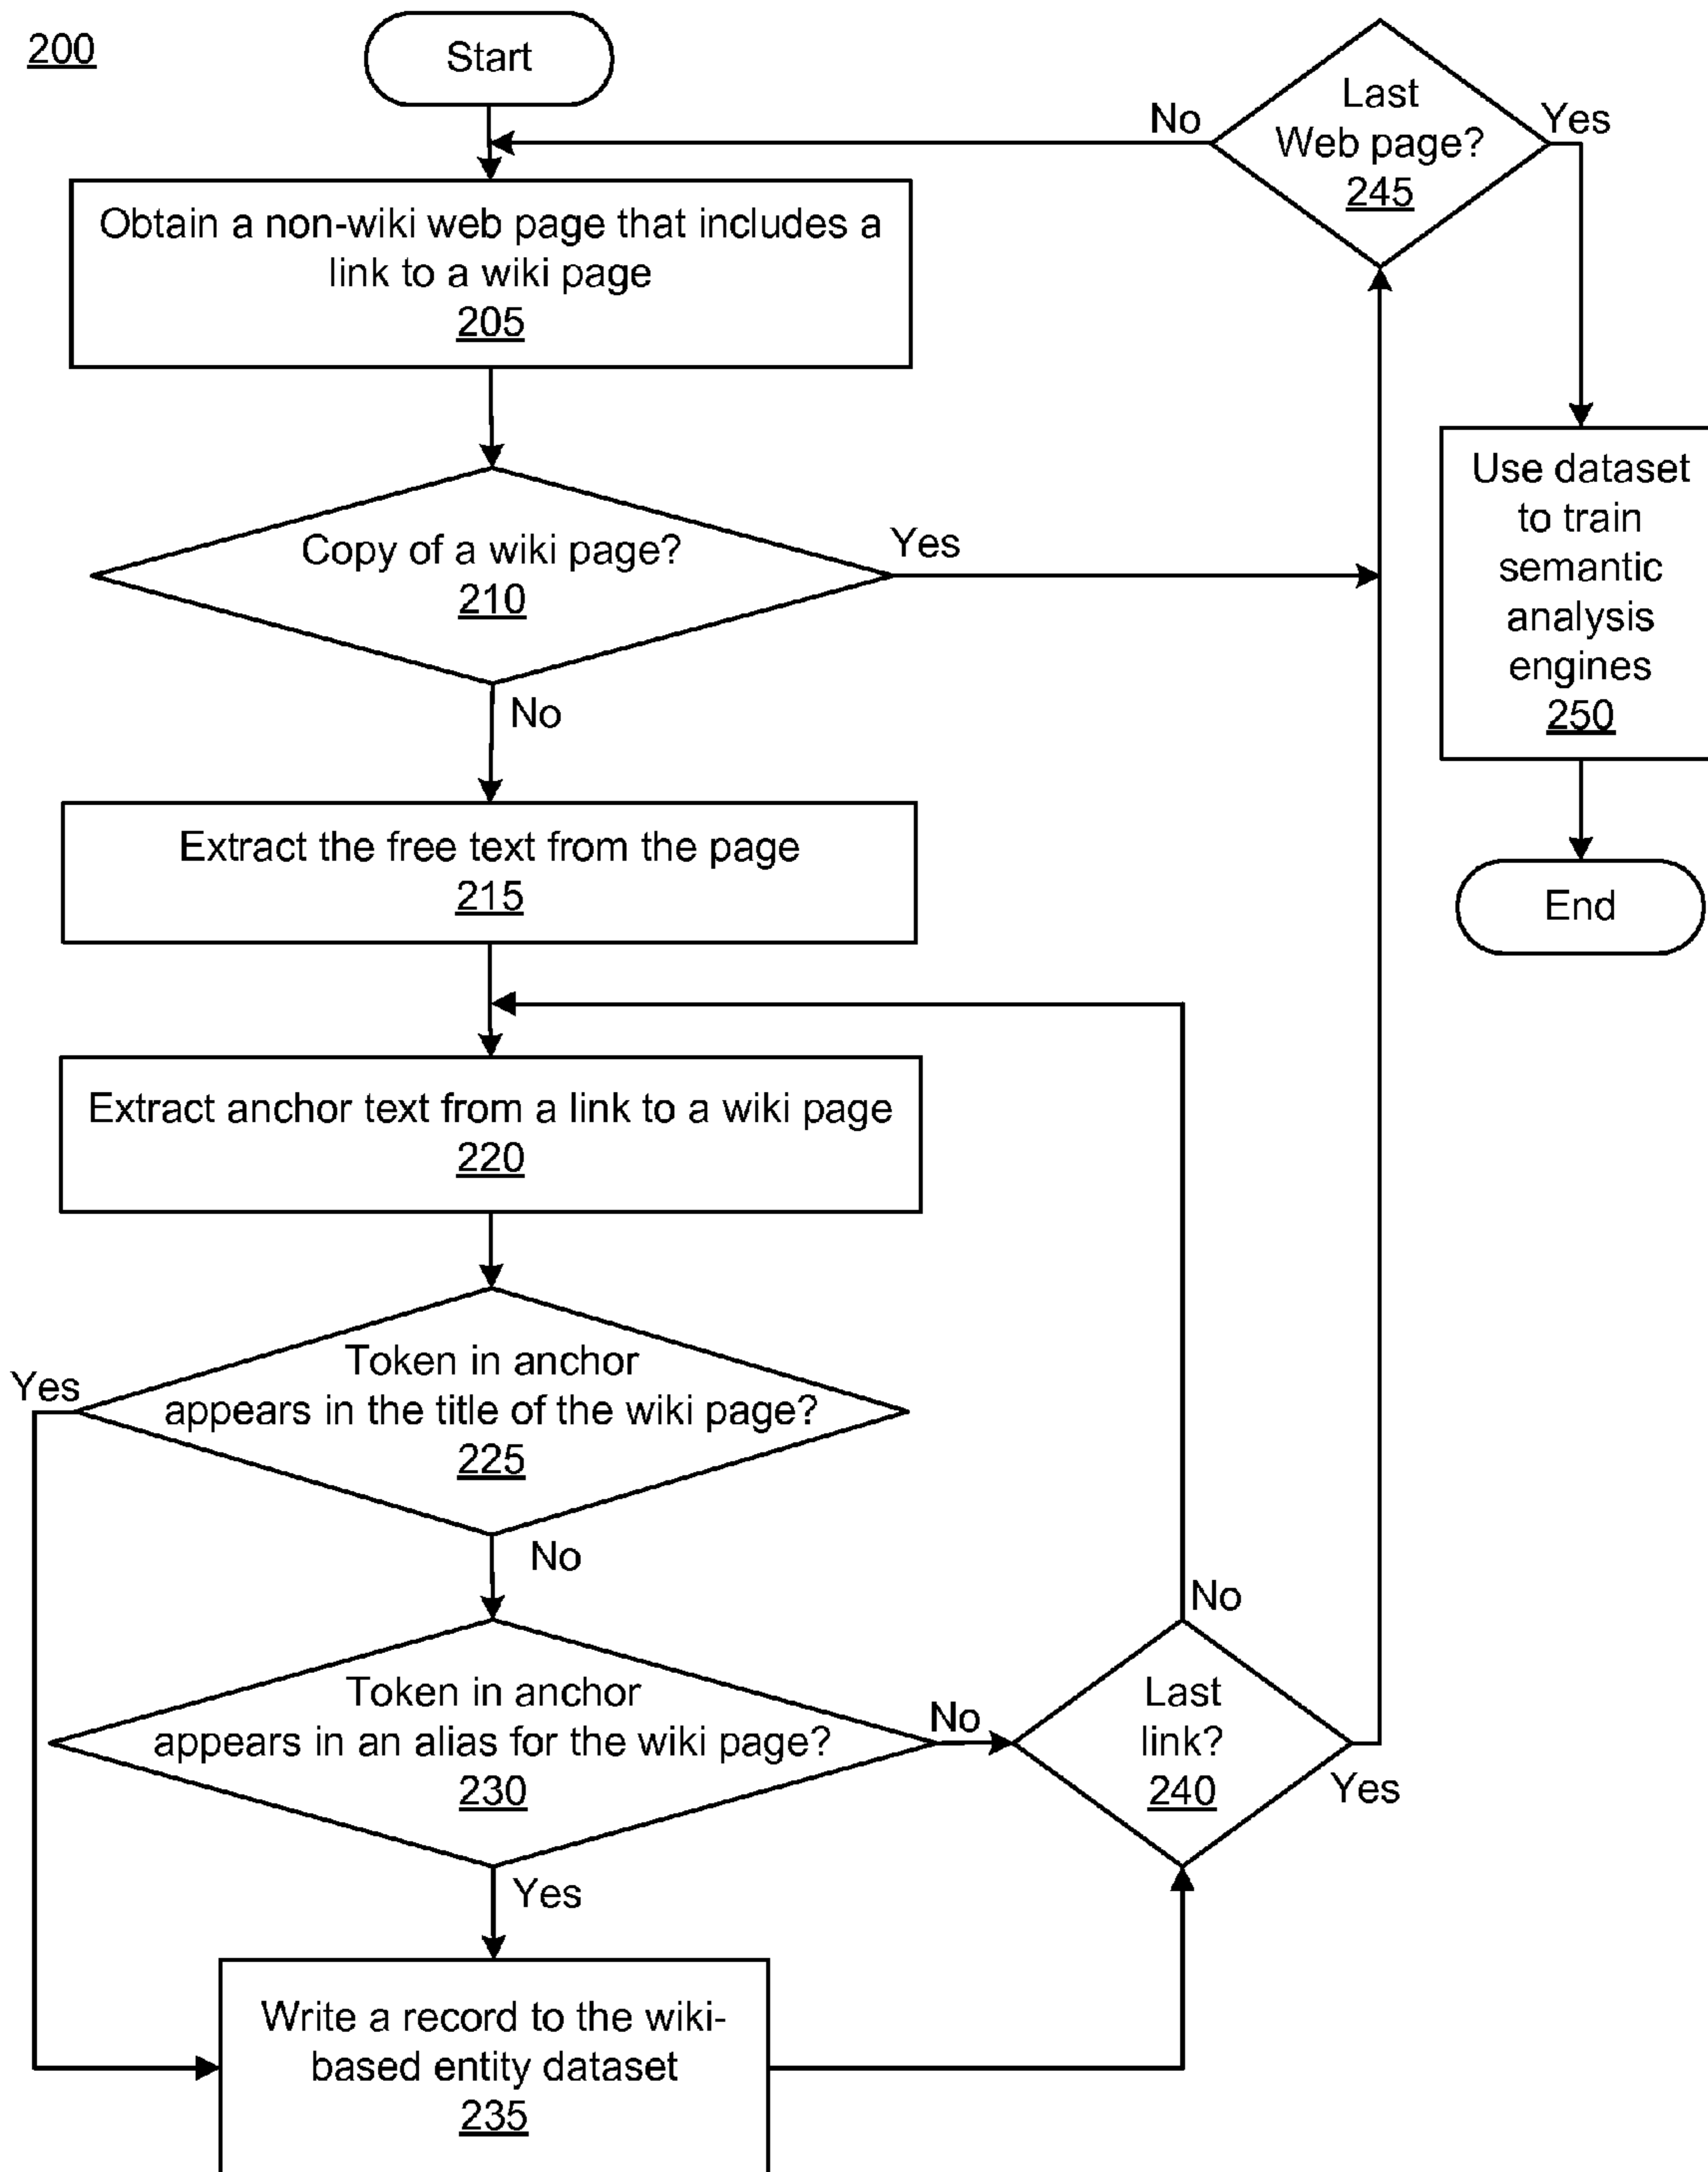 200
Start
No
Last
Web page?
245
Yes
Obtain a non-wiki web page that includes a
link to a wiki page
205
Copy of a wiki page?
210
Yes
No
Use dataset
to train
semantic
analysis
engines
250
End
Extract the free text from the page
215
Extract anchor text from a link to a wiki page
220
Yes
Token in anchor
appears in the title of the wiki page?
225
No
Token in anchor
appears in an alias for the wiki page?
230
No
Yes
No
Last
link?
240
Yes
Write a record to the wiki-
based entity dataset
235